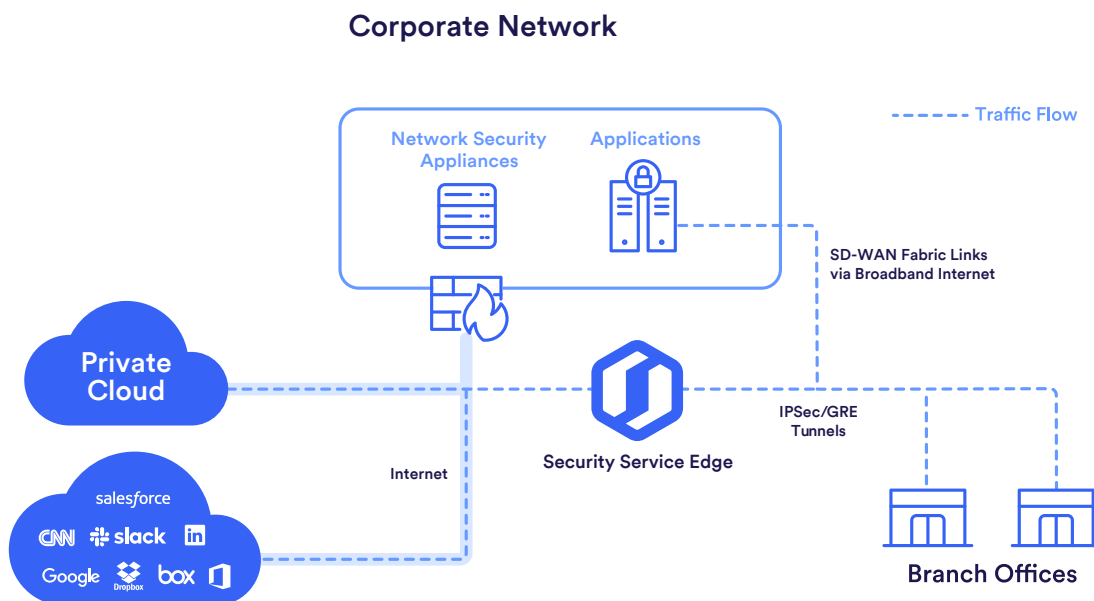 Corporate Network
Traffic Flow
Network Security
Appliances
Applications
SD-WAN Fabric Links
via Broadband Internet
Private
Cloud
IPSec/GRE
Tunnels
Security Service Edge
Internet
salesforce
CNN slack in
Google Dropbox box
Branch Offices